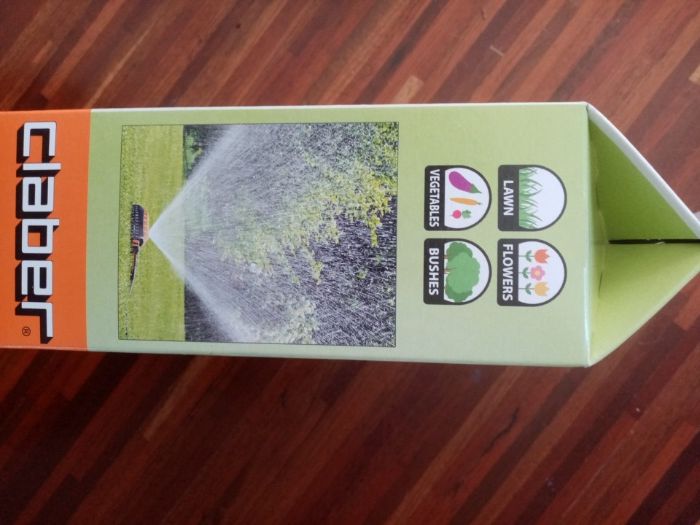 LAWN FLOWERS
VEGETABLES BUSHES
claber®